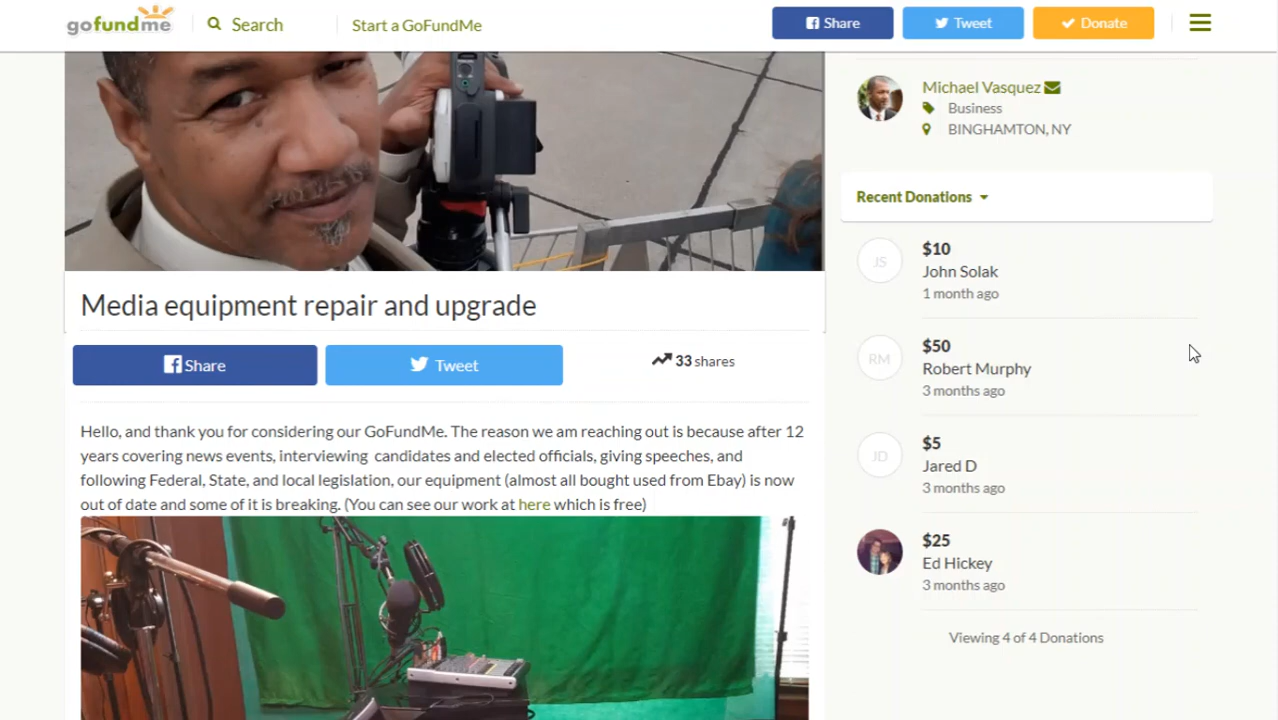 gofundme
Search
Start a GoFundMe
Share
Tweet
Donate
Michael Vasquez
Business
BINGHAMTON, NY
Recent Donations
JS
$10
John Solak
1 month ago
RM
$50
Robert Murphy
3 months ago
JD
$5
Jared D
3 months ago
$25
Ed Hickey
3 months ago
Viewing 4 of 4 Donations
Media equipment repair and upgrade
Share
Tweet
33 shares
Hello, and thank you for considering our GoFundMe. The reason we am reaching out is because after 12
years covering news events, interviewing candidates and elected officials, giving speeches, and
following Federal, State, and local legislation, our equipment (almost all bought used from Ebay) is now
out of date and some of it is breaking. (You can see our work at here which is free)